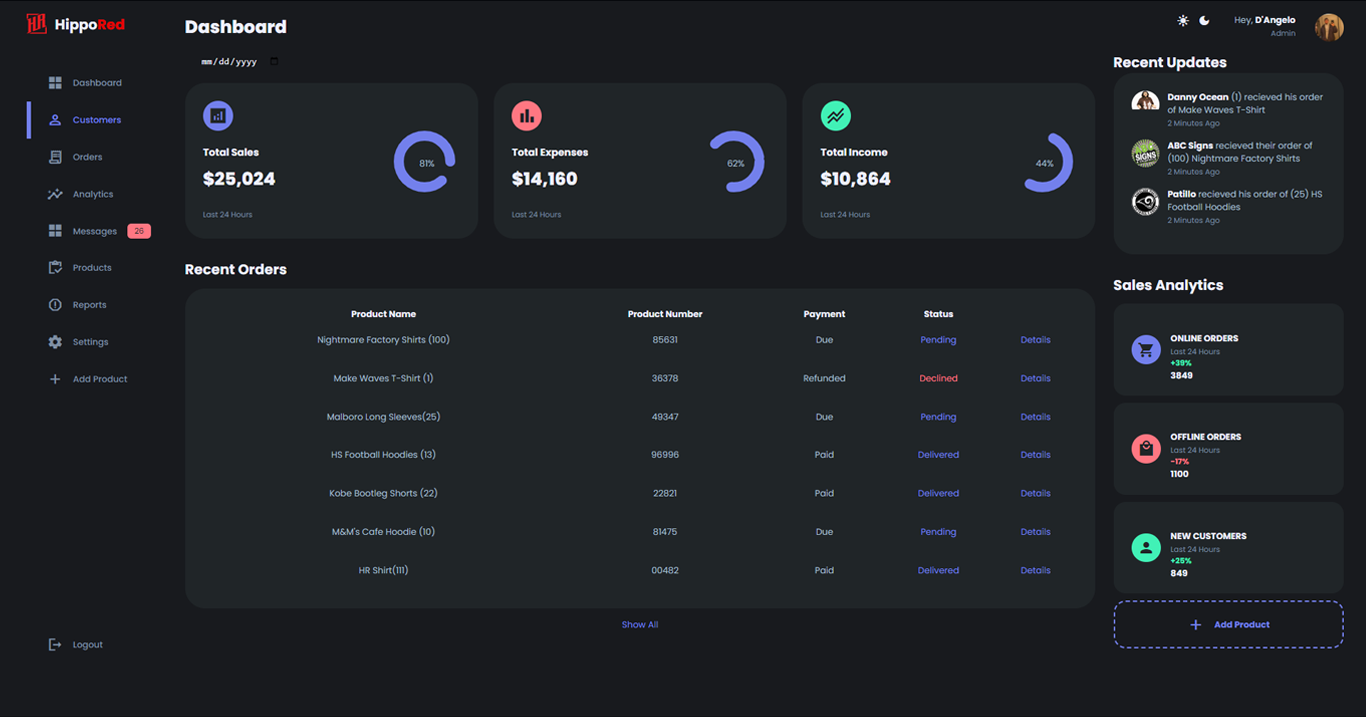 HippoRed
Dashboard
Customers
Orders
Analytics
Messages 26
Products
Reports
Settings
Add Product
Logout
Dashboard
mm/dd/yyyy
Total Sales
$25,024
81%
Last 24 Hours
Total Expenses
$14,160
62%
Last 24 Hours
Total Income
$10,864
44%
Last 24 Hours
Recent Orders
Product Name Product Number Payment Status
Nightmare Factory Shirts (100) 85631 Due Pending Details
Make Waves T-Shirt (1) 36378 Refunded Declined Details
Malboro Long Sleeves(25) 49347 Due Pending Details
HS Football Hoodies (13) 96996 Paid Delivered Details
Kobe Bootleg Shorts (22) 22821 Paid Delivered Details
M&M's Cafe Hoodie (10) 81475 Due Pending Details
HR Shirt(111) 00482 Paid Delivered Details
Show All
Hey, D'Angelo
Admin
Recent Updates
Danny Ocean (1) recieved his order
of Make Waves T-Shirt
2 Minutes Ago
ABC Signs recieved their order of
(100) Nightmare Factory Shirts
2 Minutes Ago
Patillo recieved his order of (25) HS
Football Hoodies
2 Minutes Ago
Sales Analytics
ONLINE ORDERS
Last 24 Hours
+39%
3849
OFFLINE ORDERS
Last 24 Hours
-17%
1100
NEW CUSTOMERS
Last 24 Hours
+25%
849
Add Product